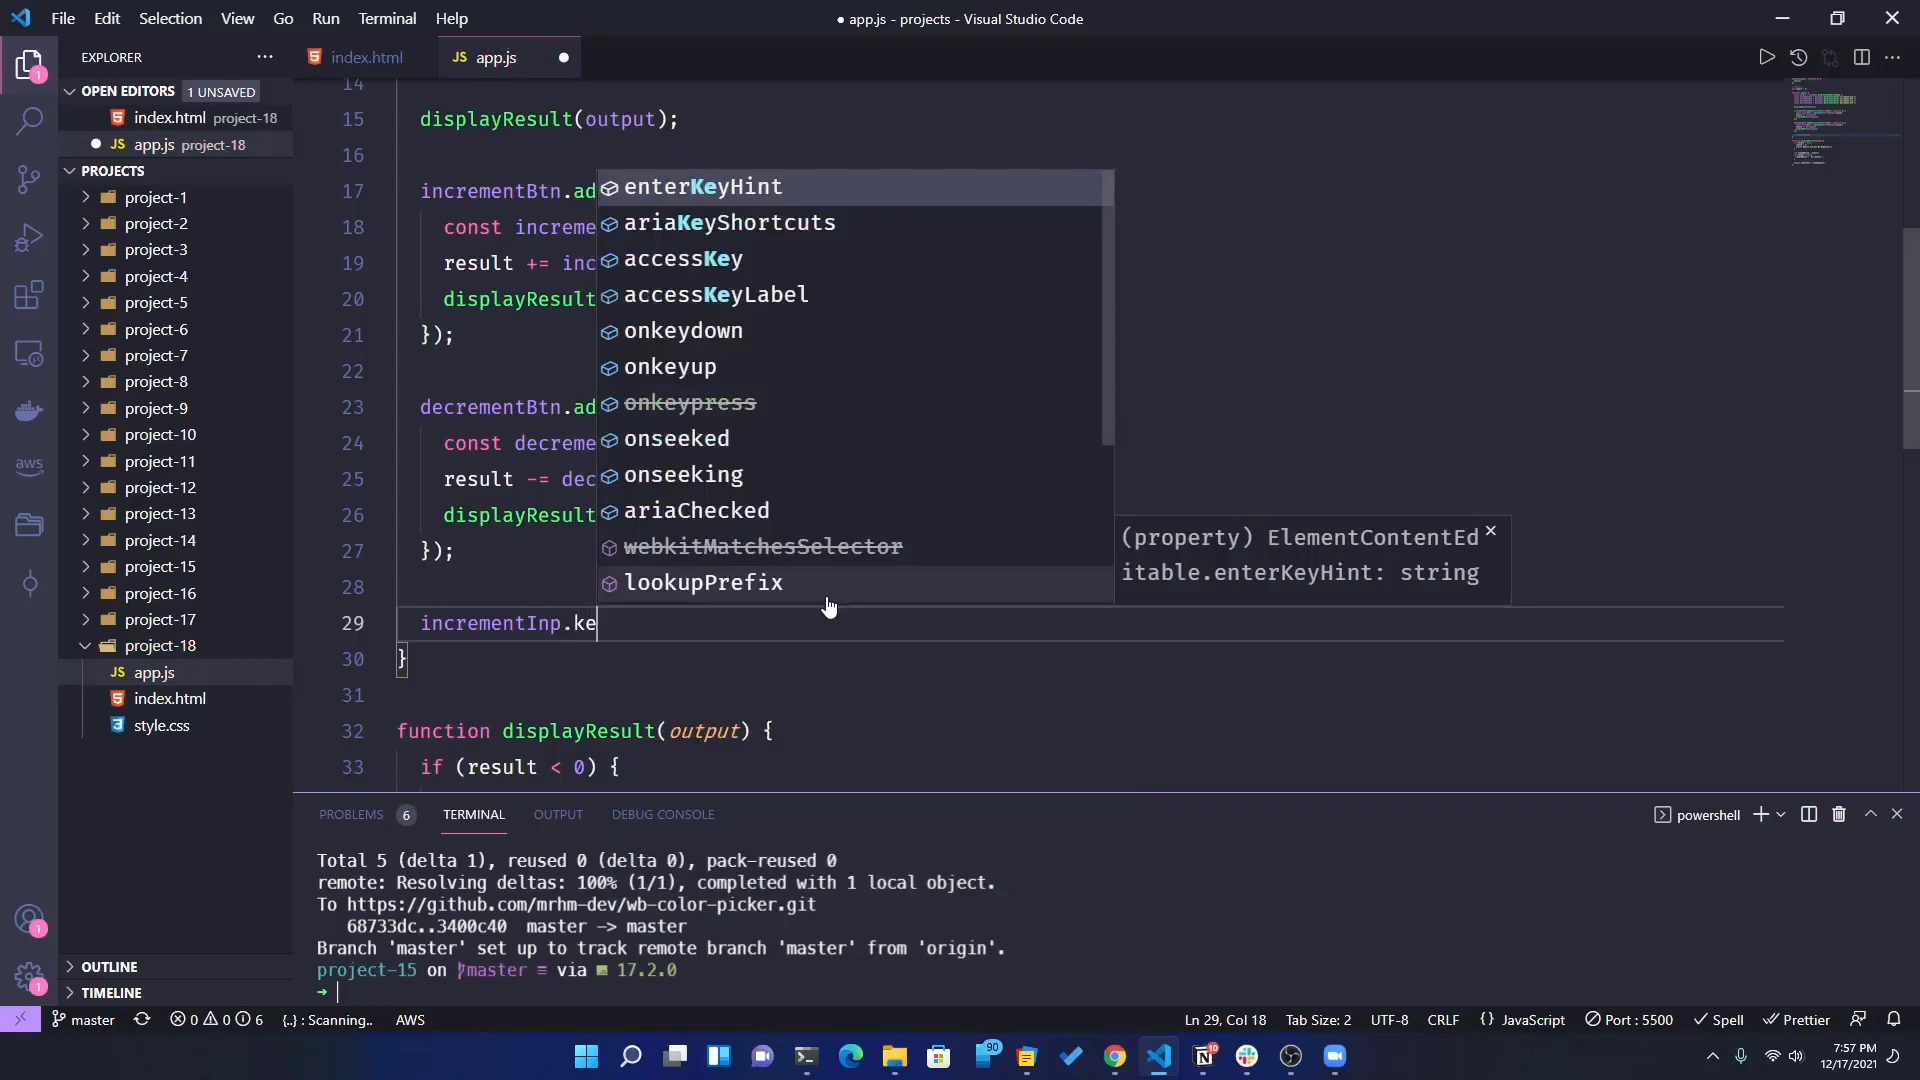 File Edit Selection View Go Run Terminal Help
● app.js - projects - Visual Studio Code
EXPLORER
OPEN EDITORS 1 UNSAVED
index.html project-18
JS app.js project-18
PROJECTS
project-1
project-2
project-3
project-4
project-5
project-6
project-7
project-8
project-9
project-10
project-11
project-12
project-13
project-14
project-15
project-16
project-17
project-18
JS app.js
index.html
style.css
OUTLINE
TIMELINE
aws
1
1
1
index.html
JS app.js
14
15 displayResult(output);
16
17 incrementBtn.ad
18 const increme
19 result += inc
20 displayResult
21 });
22
23 decrementBtn.ad
24 const decreme
25 result -= dec
26 displayResult
27 });
28
29 incrementInp.ke
30 }
31
32 function displayResult(output) {
33 if (result < 0) {
enterKeyHint
ariaKeyShortcuts
accessKey
accessKeyLabel
onkeydown
onkeyup
onkeypress
onseeked
onseeking
ariaChecked
webkitMatchesSelector
lookupPrefix
(property) ElementContentEd
itable.enterKeyHint: string
PROBLEMS 6 TERMINAL OUTPUT DEBUG CONSOLE
powershell
Total 5 (delta 1), reused 0 (delta 0), pack-reused 0
remote: Resolving deltas: 100% (1/1), completed with 1 local object.
To https://github.com/mrhm-dev/wb-color-picker.git
68733dc..3400c40 master -> master
Branch 'master' set up to track remote branch 'master' from 'origin'.
project-15 on master ≡ via 17.2.0
➜
master 0 0 6 {..} : Scanning.. AWS
Ln 29, Col 18 Tab Size: 2 UTF-8 CRLF {} JavaScript Port : 5500 Spell Prettier
90
10
7:57 PM
12/17/2021